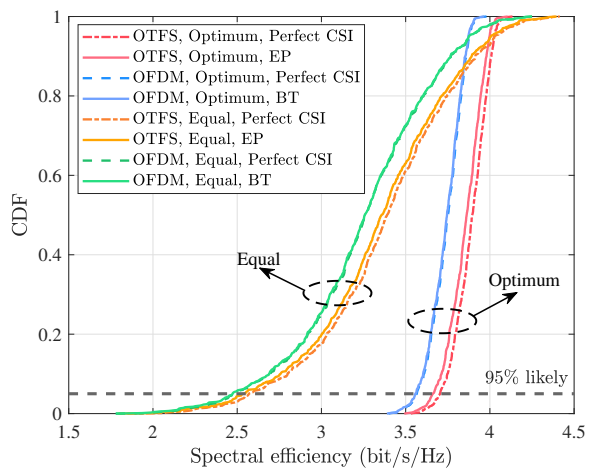 OTFS, Optimum, Perfect CSI
OTFS, Optimum, EP
OFDM, Optimum, Perfect CSI
OFDM, Optimum, BT
OTFS, Equal, Perfect CSI
OTFS, Equal, EP
OFDM, Equal, Perfect CSI
OFDM, Equal, BT
1
0.8
0.6
0.4
0.2
0
CDF
Equal
Optimum
95% likely
1.5 2 2.5 3 3.5 4 4.5
Spectral efficiency (bit/s/Hz)